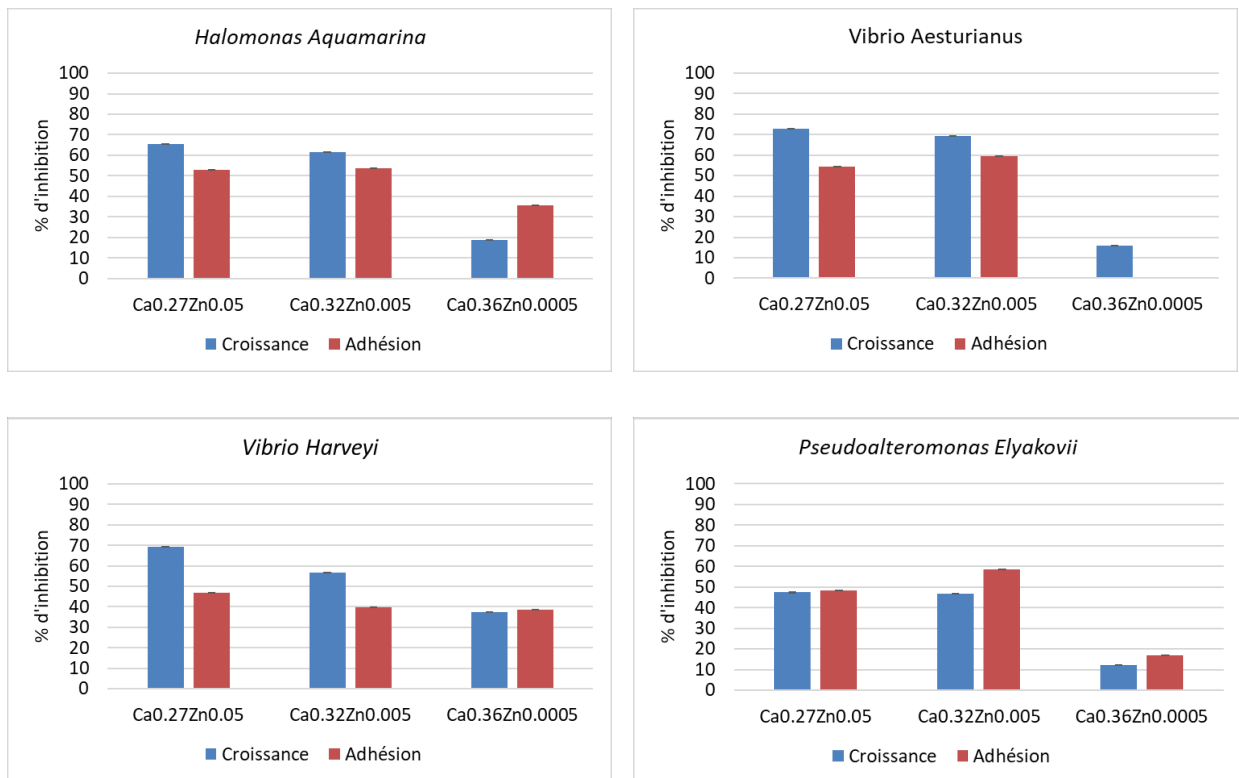 Halomonas Aquamarina
% d'inhibition
100
90
80
70
60
50
40
30
20
10
0
Ca0.27Zn0.05 Ca0.32Zn0.005 Ca0.36Zn0.0005
Croissance Adhésion
Vibrio Aesturianus
% d'inhibition
100
90
80
70
60
50
40
30
20
10
0
Ca0.27Zn0.05 Ca0.32Zn0.005 Ca0.36Zn0.0005
Croissance Adhésion
Vibrio Harveyi
% d'inhibition
100
90
80
70
60
50
40
30
20
10
0
Ca0.27Zn0.05 Ca0.32Zn0.005 Ca0.36Zn0.0005
Croissance Adhésion
Pseudoalteromonas Elyakovii
% d'inhibition
100
90
80
70
60
50
40
30
20
10
0
Ca0.27Zn0.05 Ca0.32Zn0.005 Ca0.36Zn0.0005
Croissance Adhésion